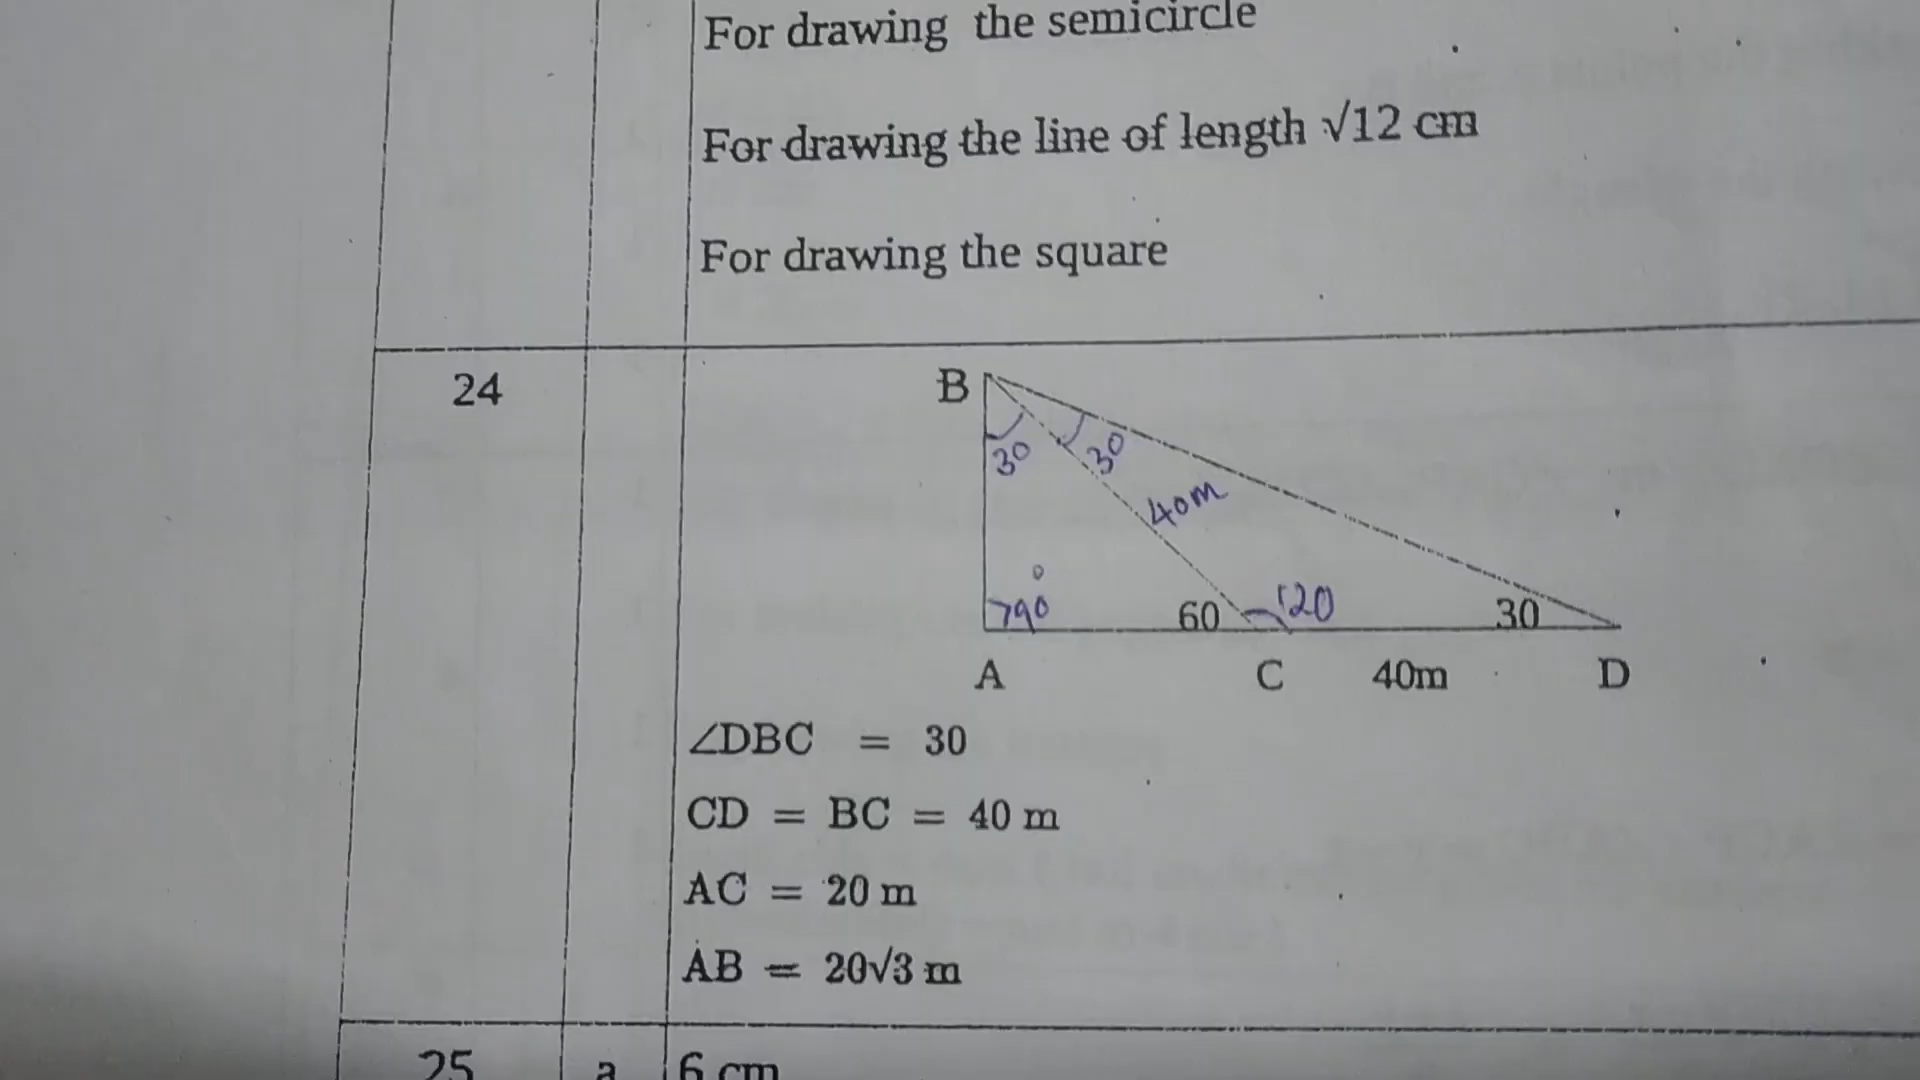 For drawing the semicircle
For drawing the line of length √12 cm
For drawing the square
24
B
30
30
40m
90°
60
120
30
A
C
40m
D
∠DBC = 30
CD = BC = 40 m
AC = 20 m
AB = 20√3 m
25 a 6 cm